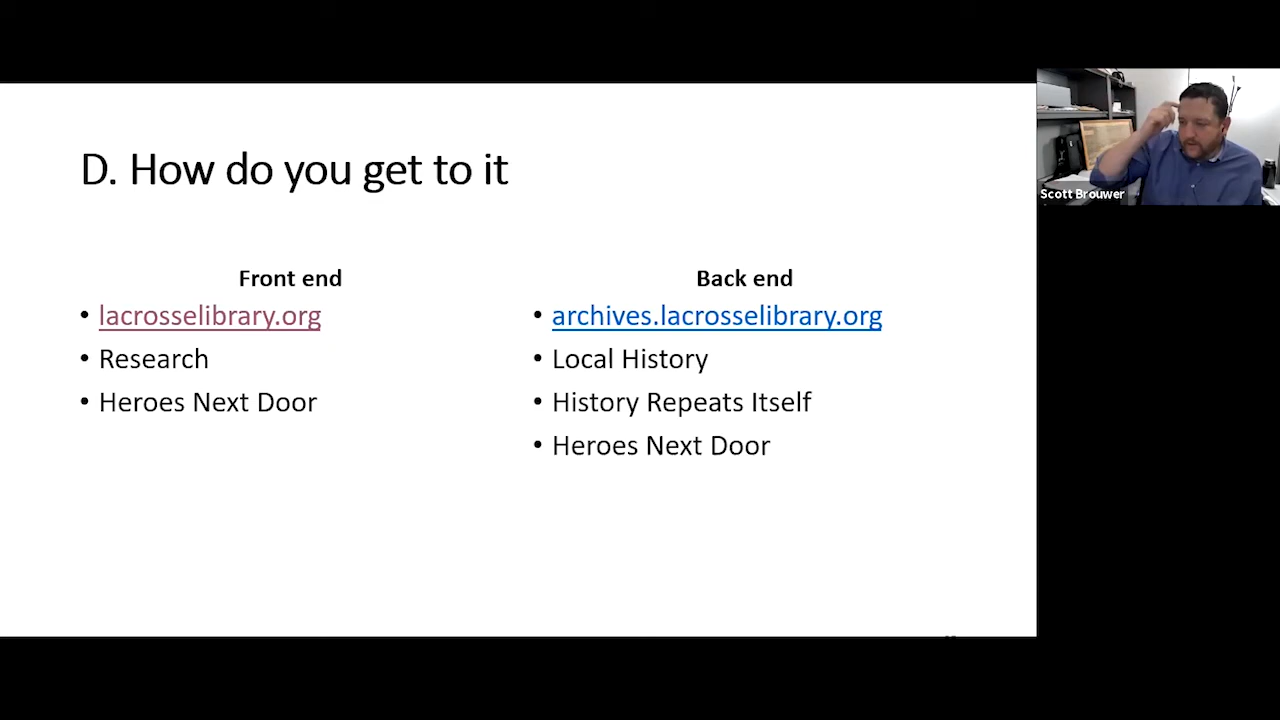 D. How do you get to it
Front end
• lacrosselibrary.org
• Research
• Heroes Next Door
Back end
• archives.lacrosselibrary.org
• Local History
• History Repeats Itself
• Heroes Next Door
Scott Brouwer